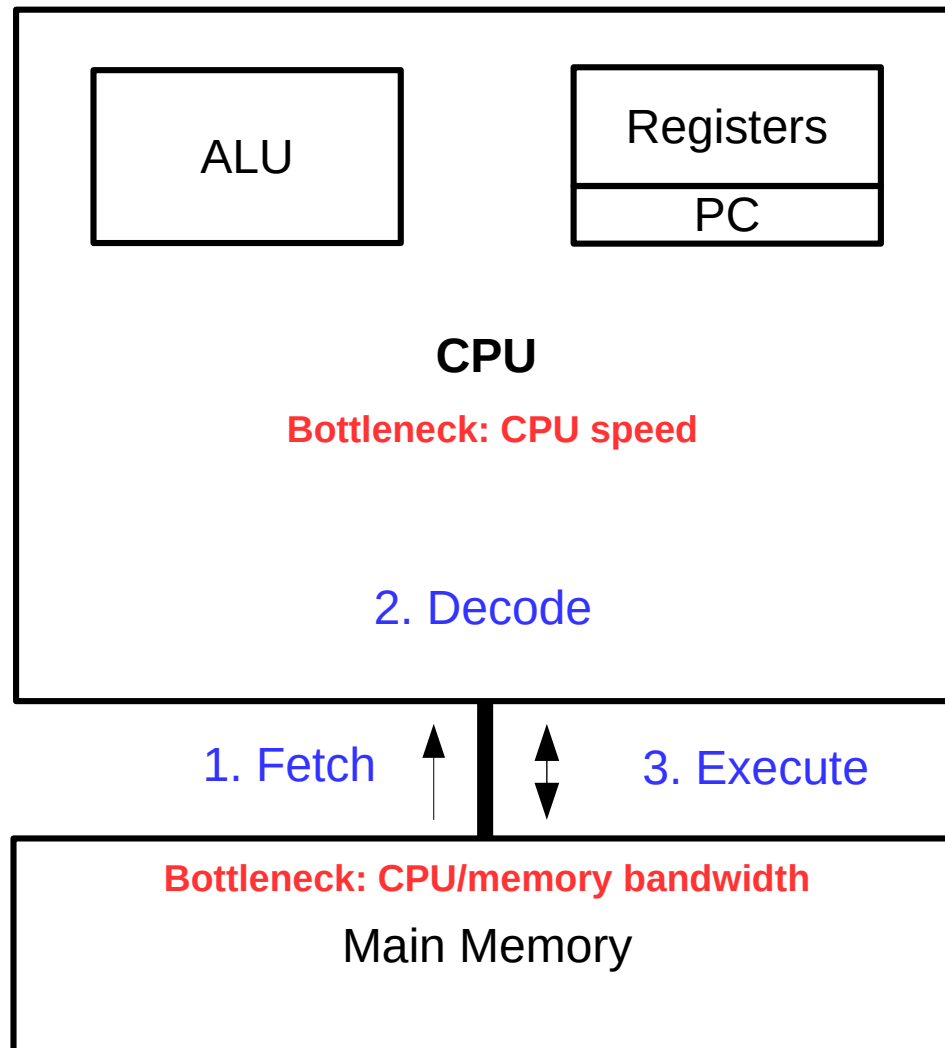 ALU
Registers
PC
CPU
Bottleneck: CPU speed
2. Decode
1. Fetch
3. Execute
Bottleneck: CPU/memory bandwidth
Main Memory